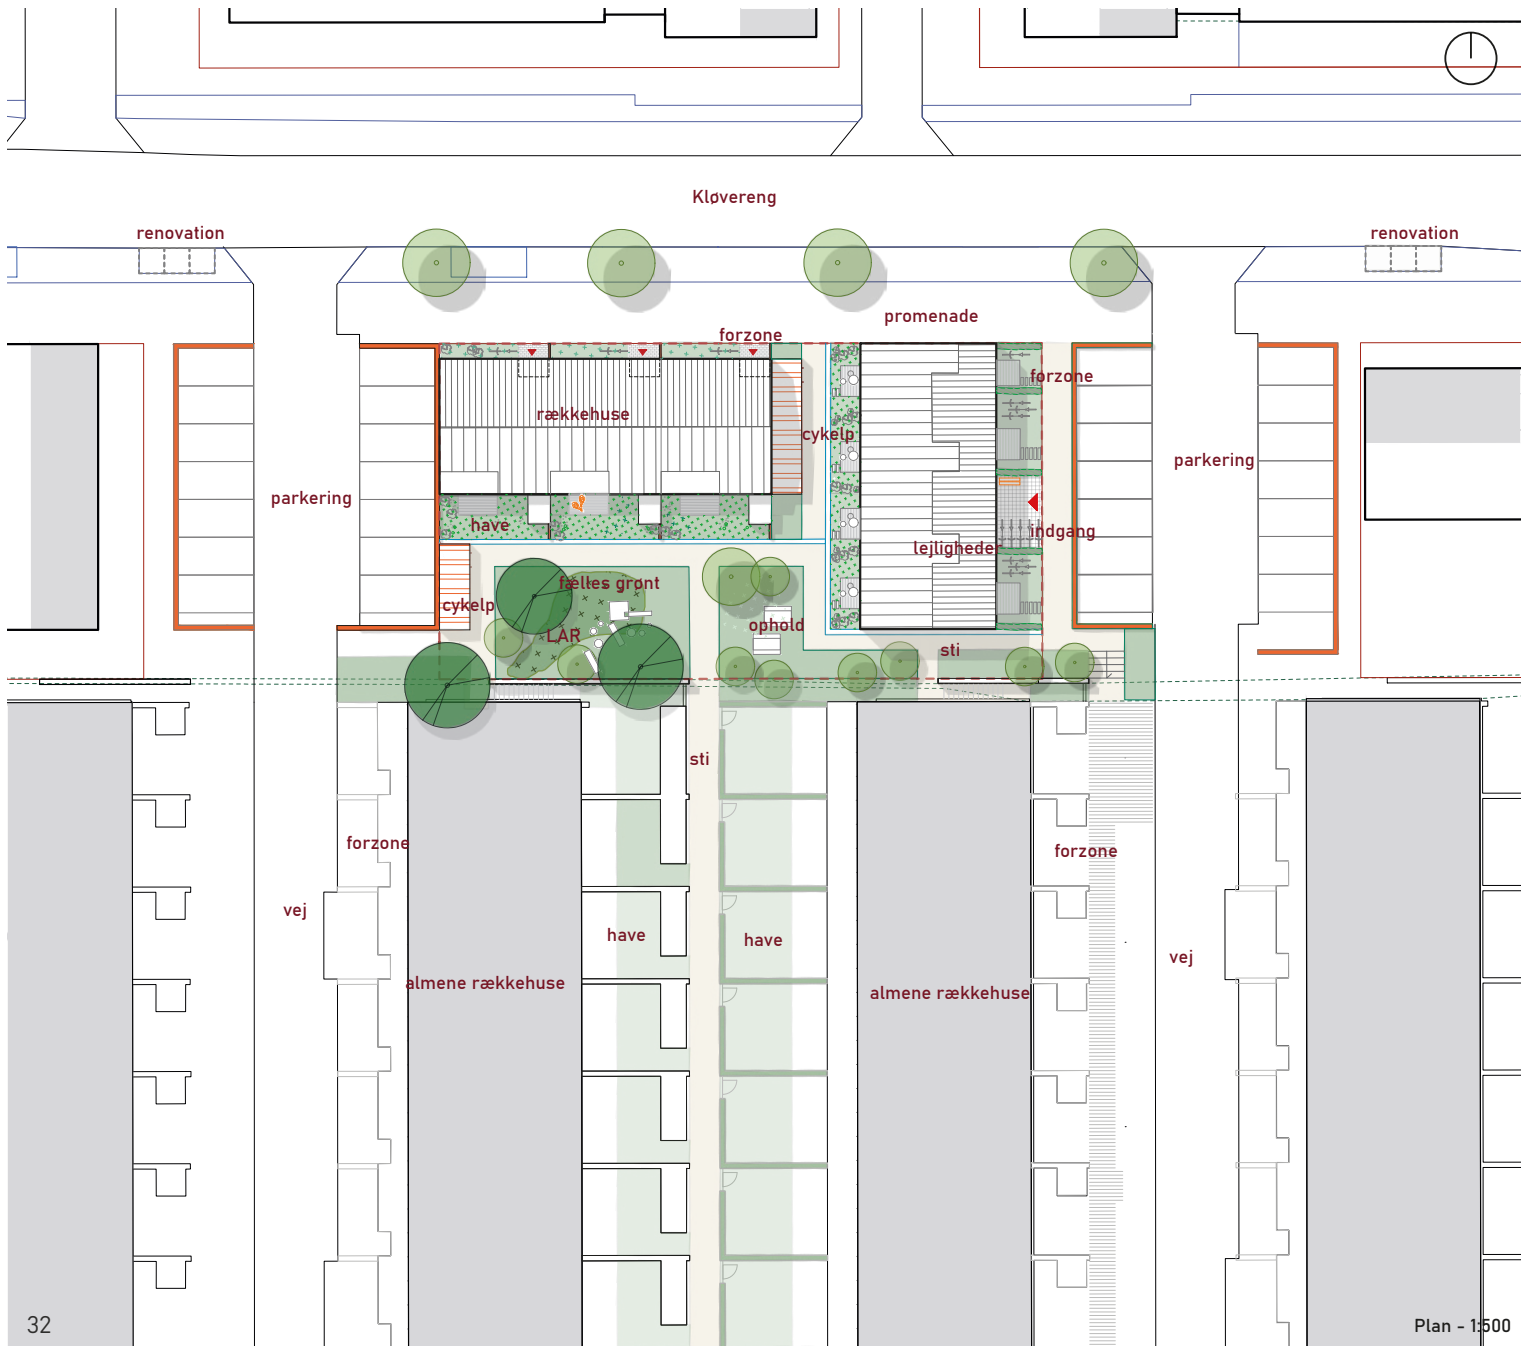 Kløvereng
renovation
renovation
promenade
forzone
forzone
rækkehuse
cykelp
parkering
parkering
have
indgang
lejligheder
fælles grønt
cykelp
LAR
ophold
sti
sti
forzone
forzone
vej
have
have
vej
almene rækkehuse
almene rækkehuse
32
Plan - 1:500